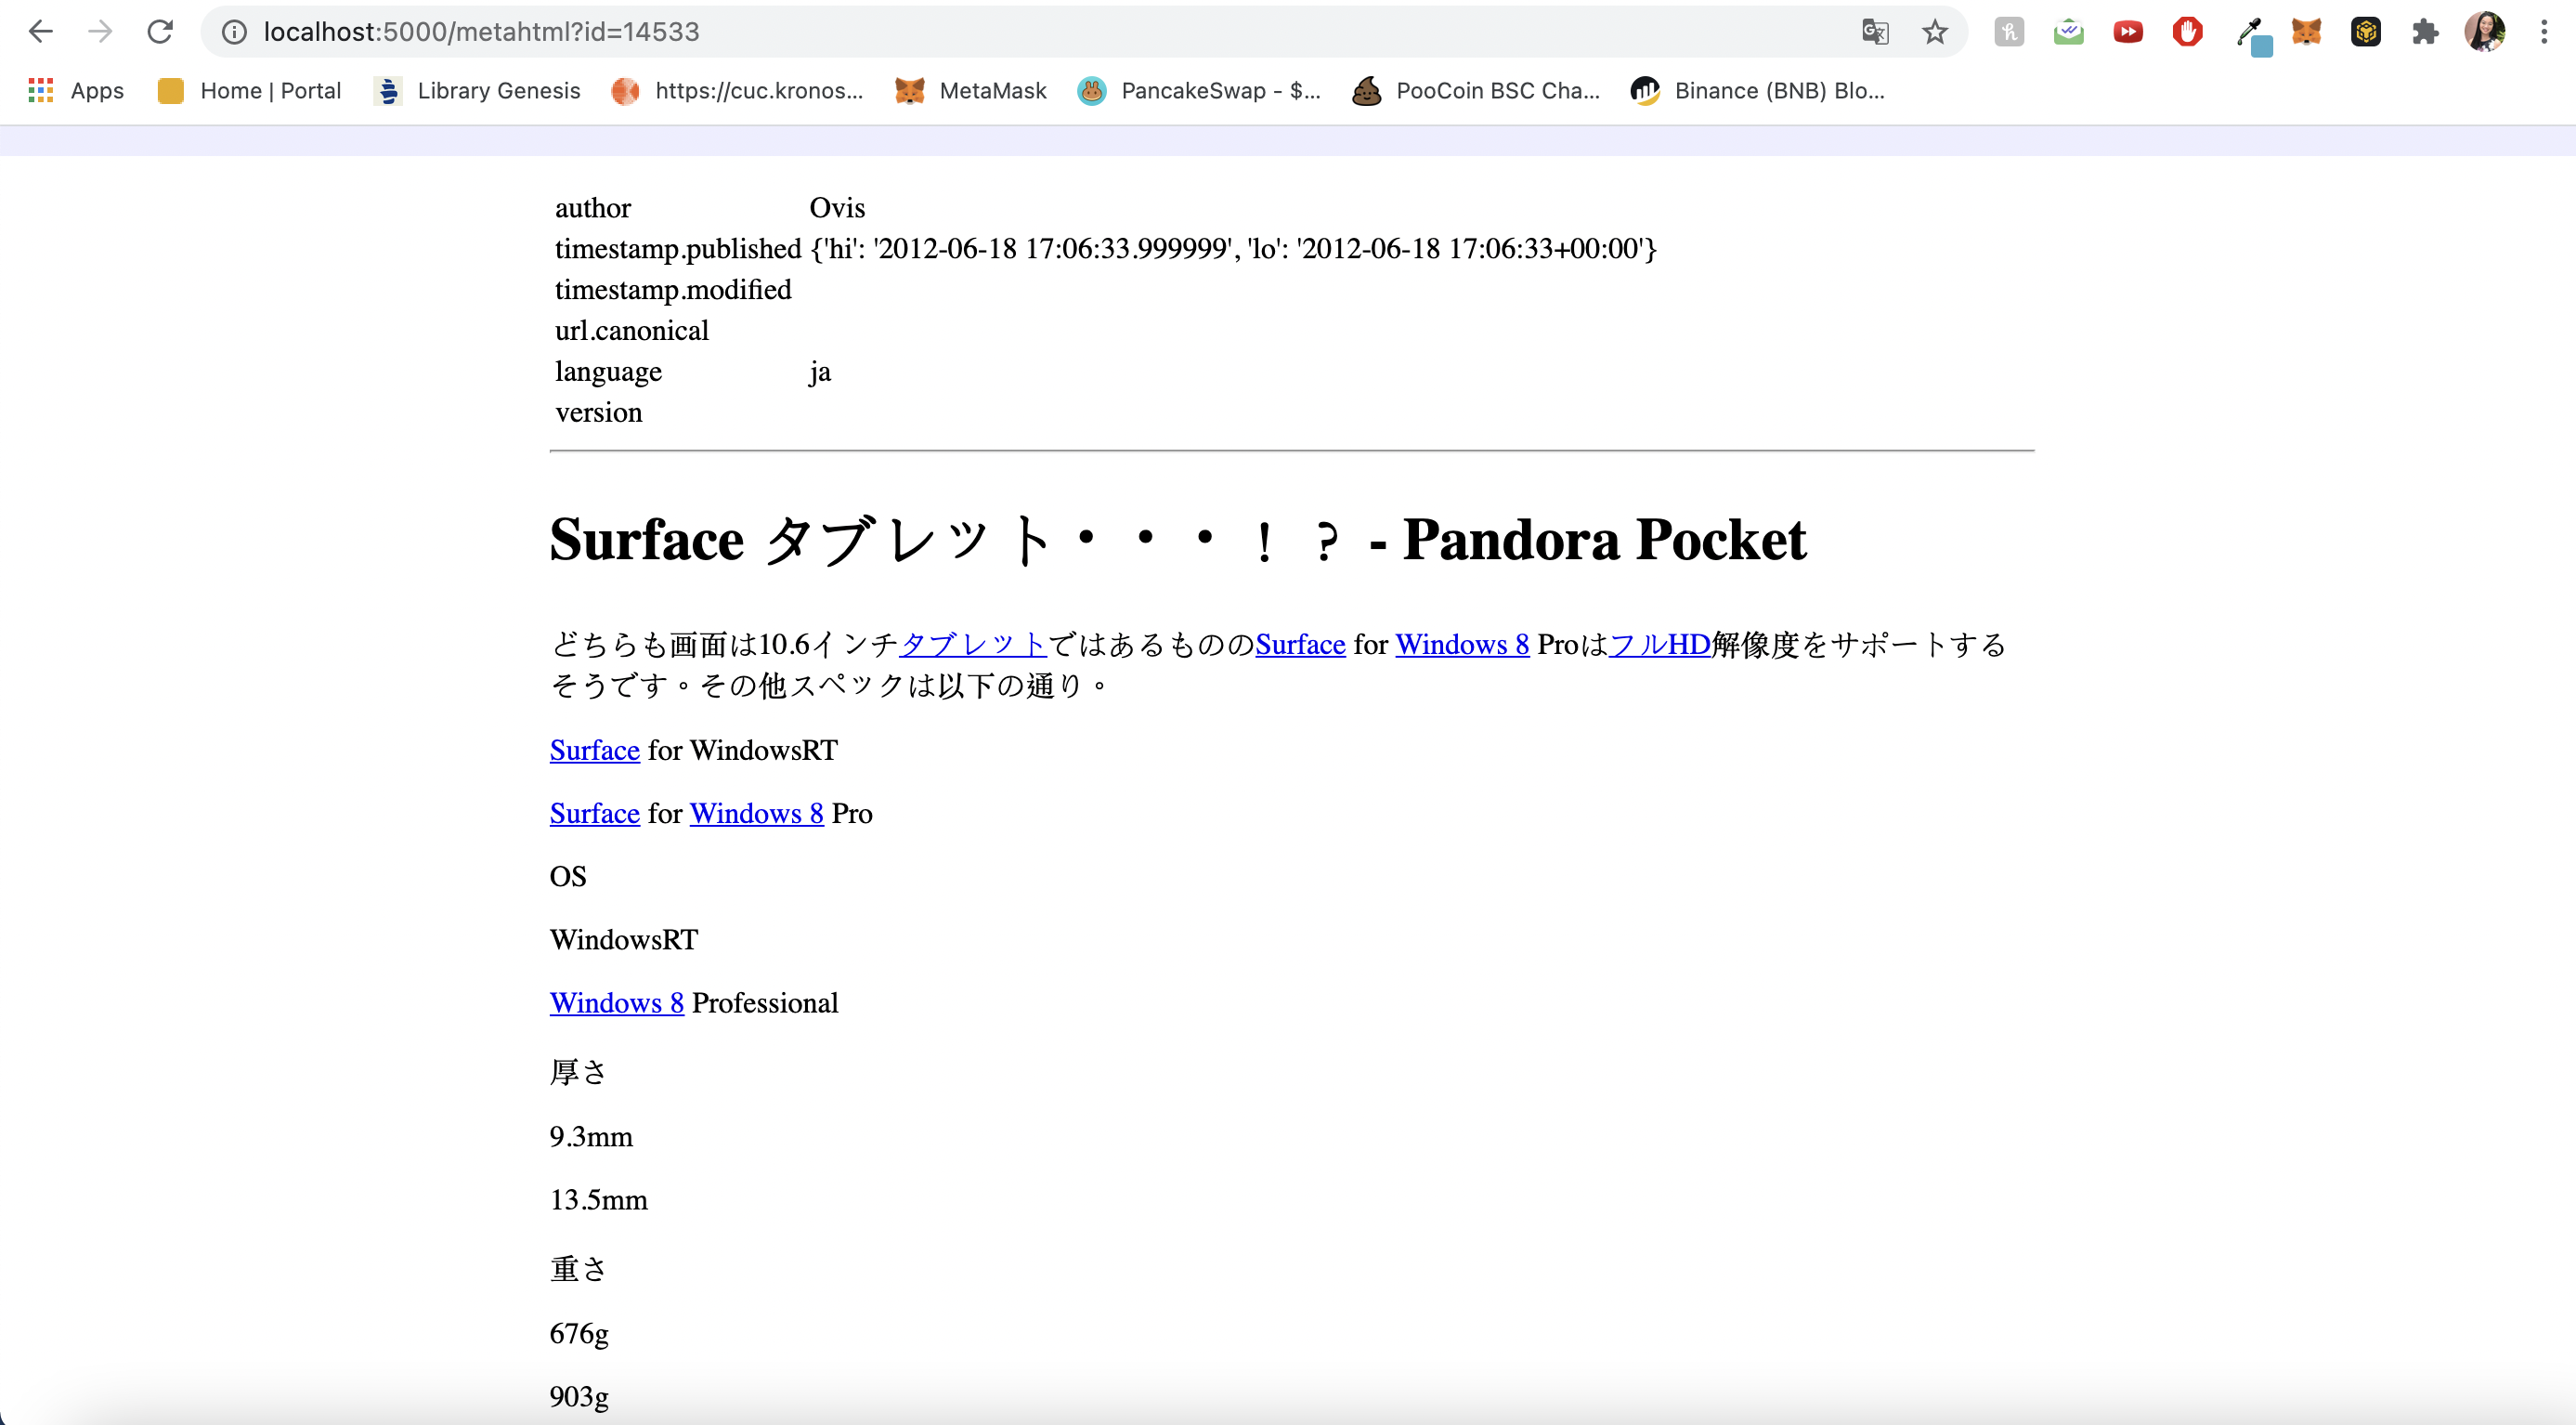 localhost:5000/metahtml?id=14533
Apps Home | Portal Library Genesis https://cuc.kronos... MetaMask PancakeSwap - $... PooCoin BSC Cha... Binance (BNB) Blo...
author Ovis
timestamp.published {'hi': '2012-06-18 17:06:33.999999', 'lo': '2012-06-18 17:06:33+00:00'}
timestamp.modified
url.canonical
language ja
version
Surface タブレット・・・！？ - Pandora Pocket
どちらも画面は10.6インチタブレットではあるもののSurface for Windows 8 ProはフルHD解像度をサポートする
そうです。その他スペックは以下の通り。
Surface for WindowsRT
Surface for Windows 8 Pro
OS
WindowsRT
Windows 8 Professional
厚さ
9.3mm
13.5mm
重さ
676g
903g